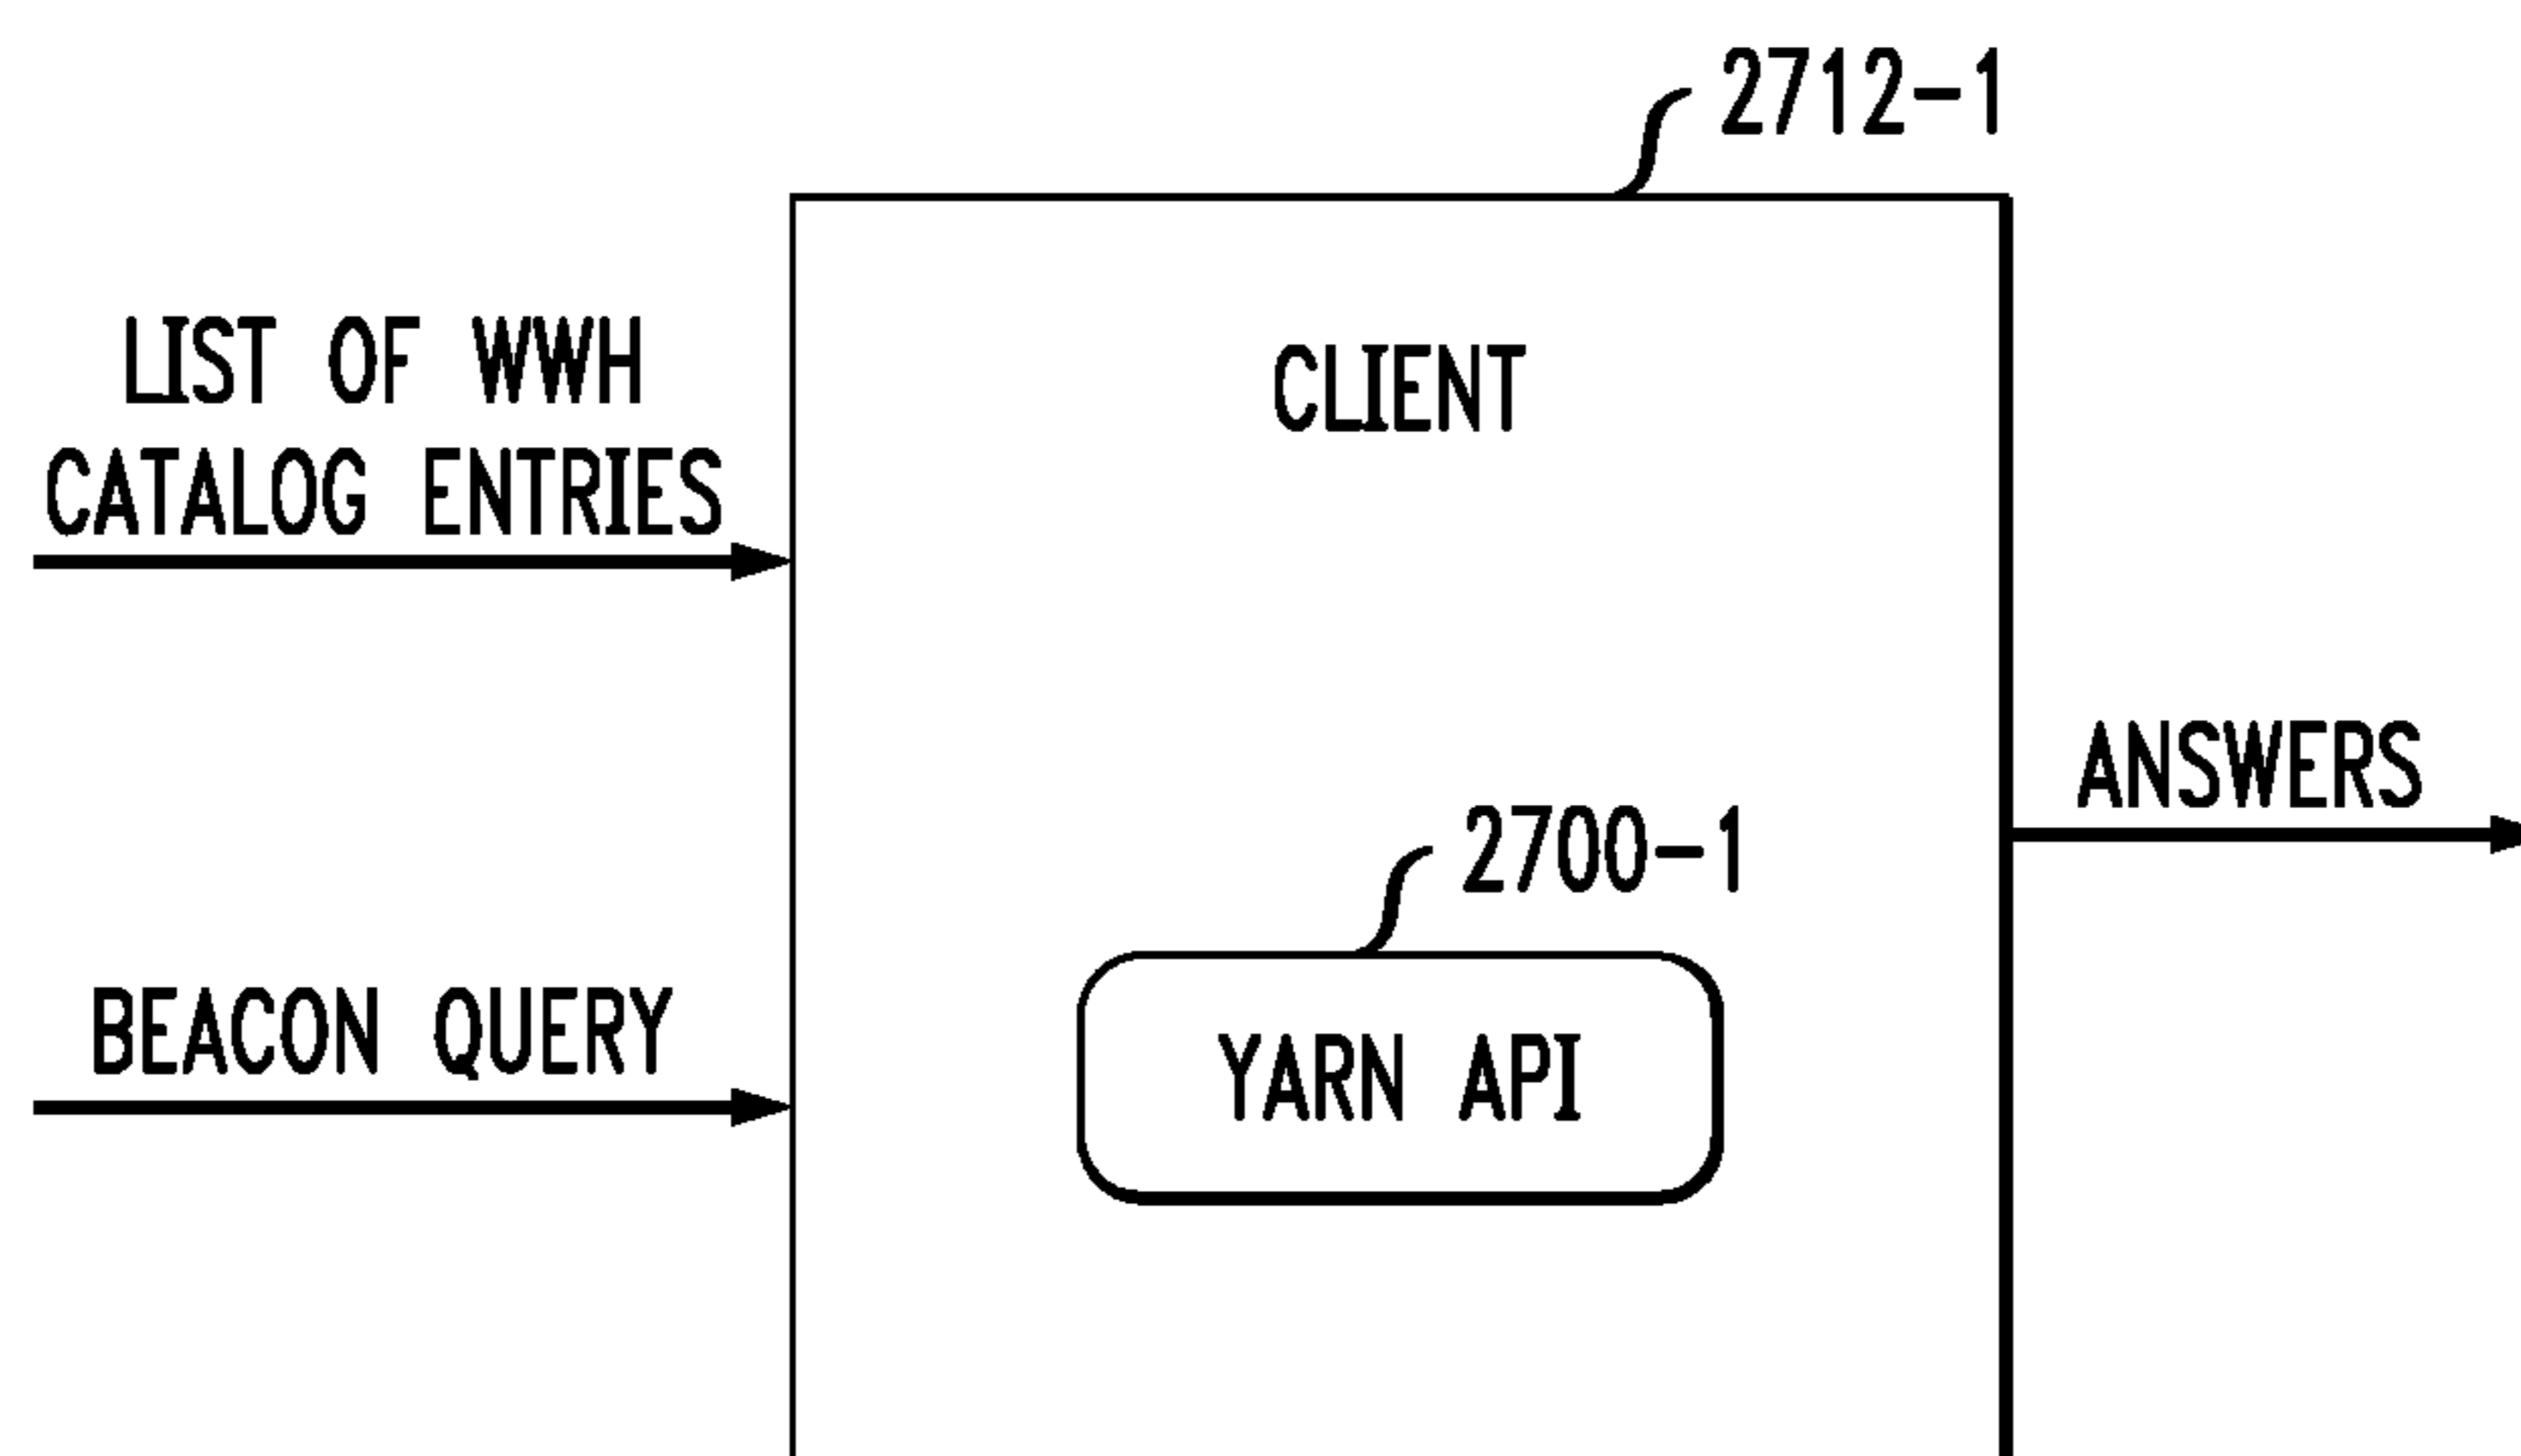 2712-1
LIST OF WWH
CATALOG ENTRIES
CLIENT
ANSWERS
2700-1
BEACON QUERY
YARN API